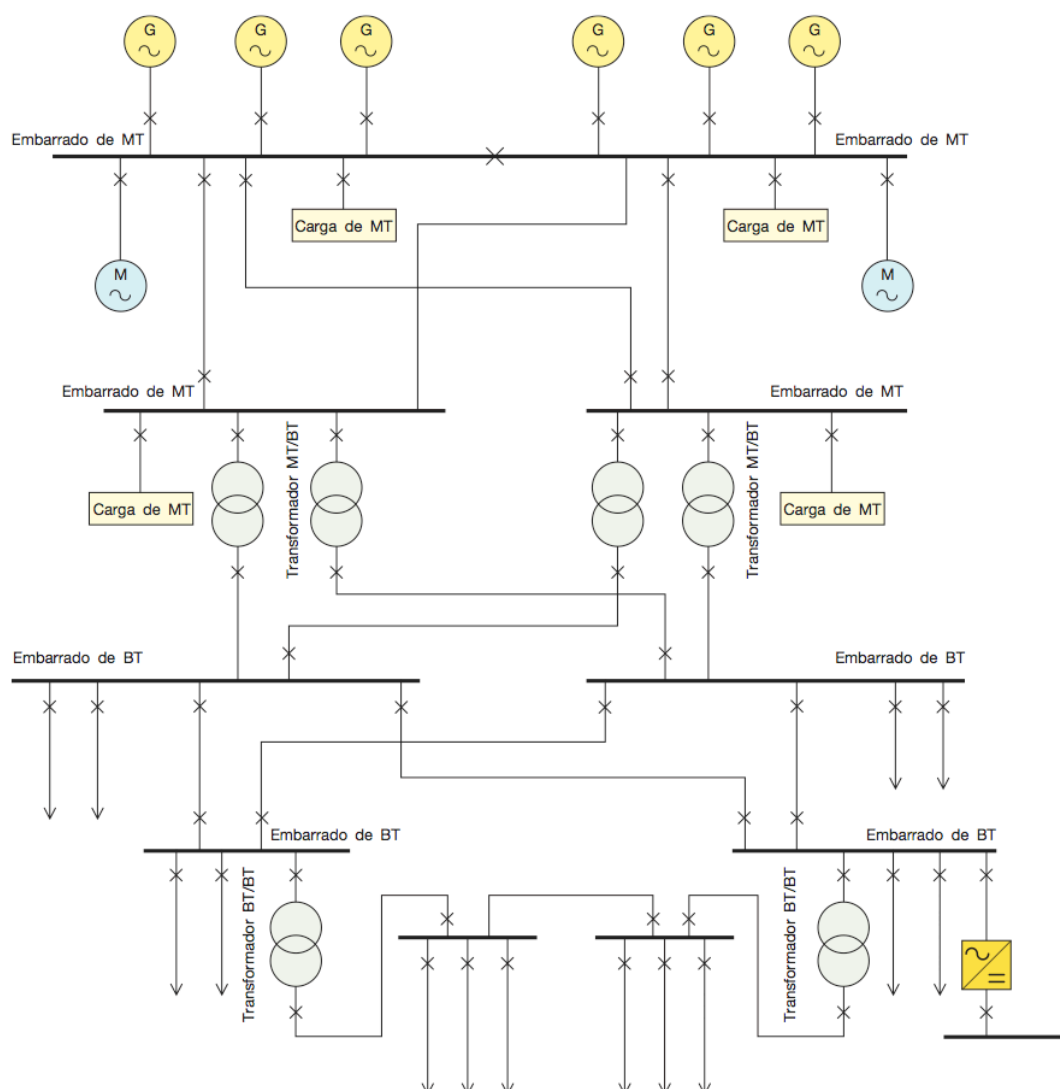 G
G
G
G
G
G
Embarrado de MT
Embarrado de MT
Carga de MT
Carga de MT
M
M
Embarrado de MT
Embarrado de MT
Transformador MT/BT
Transformador MT/BT
Carga de MT
Carga de MT
Embarrado de BT
Embarrado de BT
Embarrado de BT
Embarrado de BT
Transformador BT/BT
Transformador BT/BT